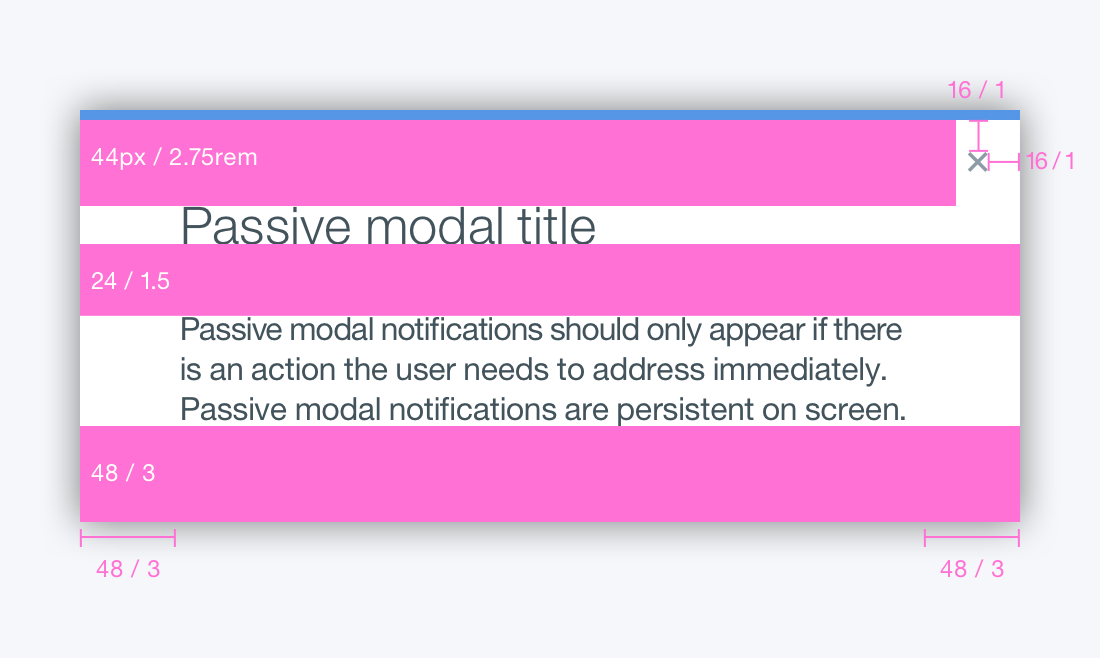 16 / 1
44px / 2.75rem
16 / 1
Passive modal title
24 / 1.5
Passive modal notifications should only appear if there
is an action the user needs to address immediately.
Passive modal notifications are persistent on screen.
48 / 3
48 / 3
48 / 3